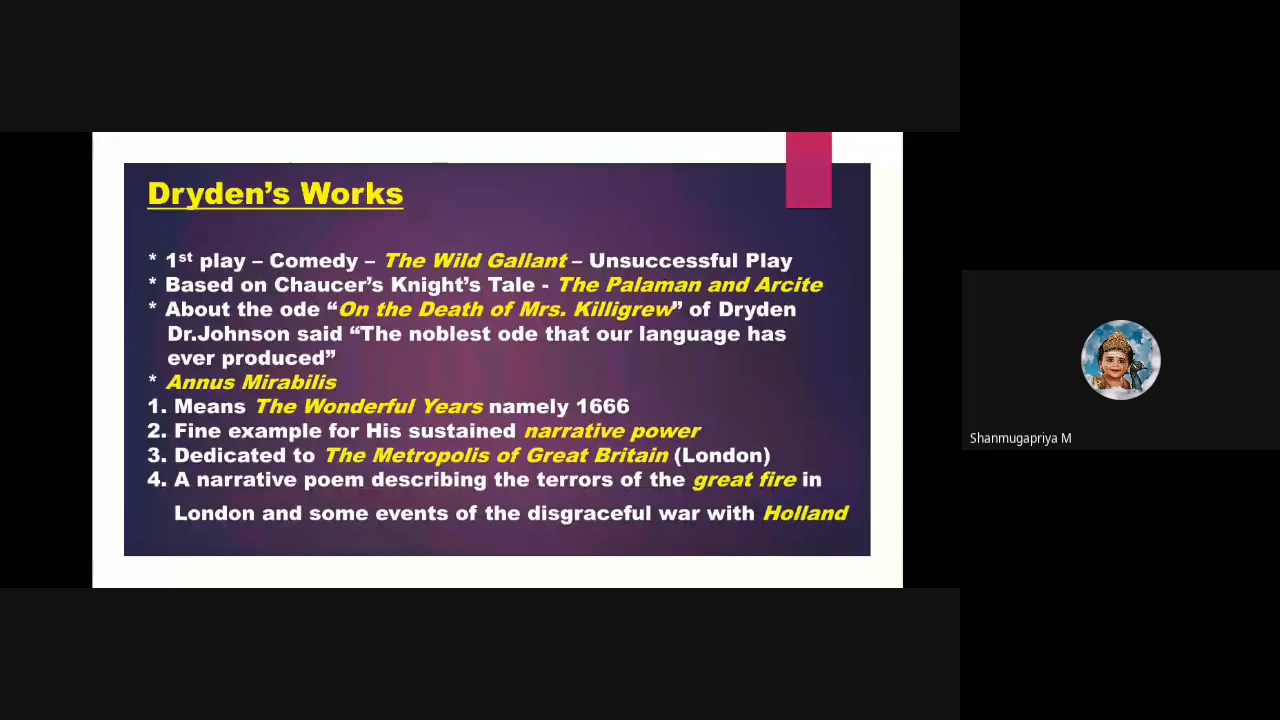 Dryden's Works
* 1st play – Comedy – The Wild Gallant – Unsuccessful Play
* Based on Chaucer's Knight's Tale - The Palaman and Arcite
* About the ode “On the Death of Mrs. Killigrew” of Dryden
Dr.Johnson said “The noblest ode that our language has
ever produced”
* Annus Mirabilis
1. Means The Wonderful Years namely 1666
2. Fine example for His sustained narrative power
3. Dedicated to The Metropolis of Great Britain (London)
4. A narrative poem describing the terrors of the great fire in
London and some events of the disgraceful war with Holland
Shanmugapriya M